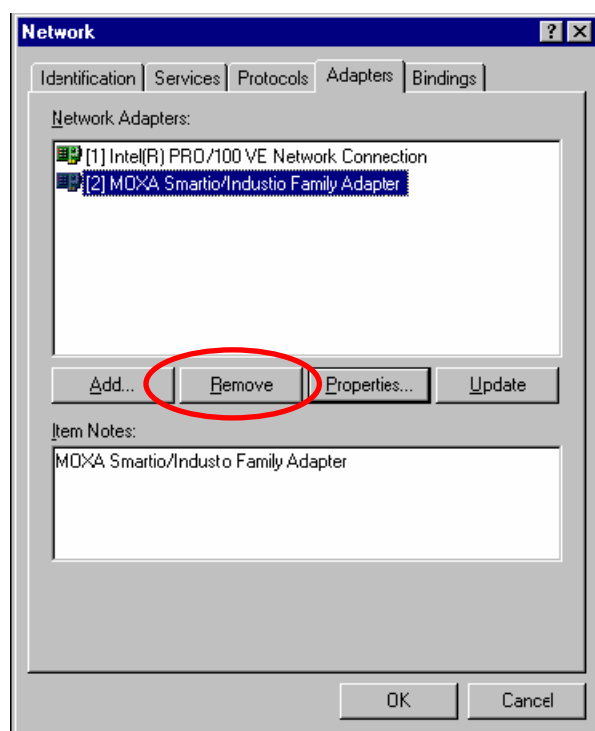 Network
Identification Services Protocols Adapters Bindings
Network Adapters:
[1] Intel(R) PRO/100 VE Network Connection
[2] MOXA Smartio/Industio Family Adapter
Add... Remove Properties... Update
Item Notes:
MOXA Smartio/Industo Family Adapter
OK Cancel